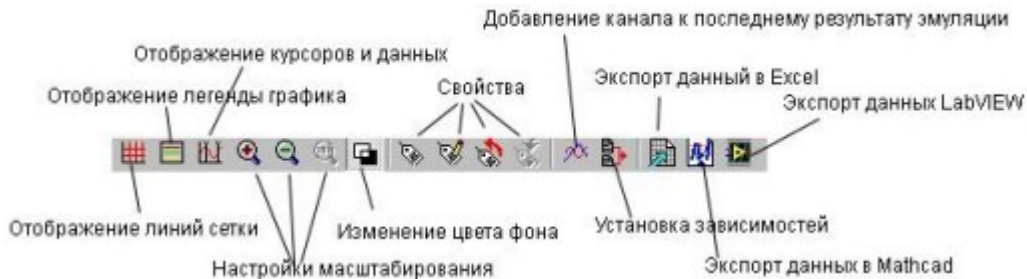 Добавление канала к последнему результату эмуляции
Отображение курсоров и данных
Экспорт данный в Excel
Свойства
Отображение легенды графика
Экспорт данных LabVIEW
Отображение линий сетки
Изменение цвета фона
Установка зависимостей
Настройки масштабирования
Экспорт данных в Mathcad